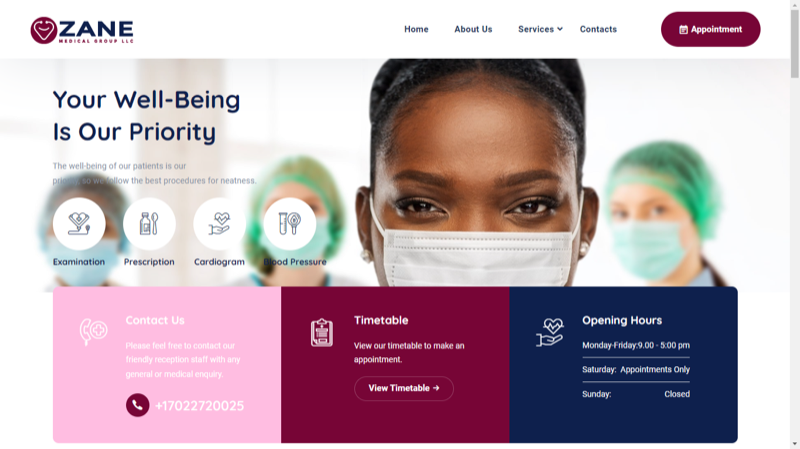 ZANE
MEDICAL GROUP LLC
Home
About Us
Services
Contacts
Appointment
Your Well-Being
Is Our Priority
The well-being of our patients is our
priority, so we follow the best procedures for neatness.
Examination
Prescription
Cardiogram
Blood Pressure
Contact Us
Please feel free to contact our
friendly reception staff with any
general or medical enquiry.
+17022720025
Timetable
View our timetable to make an
appointment.
View Timetable →
Opening Hours
Monday-Friday:9.00 - 5:00 pm
Saturday: Appointments Only
Sunday: Closed